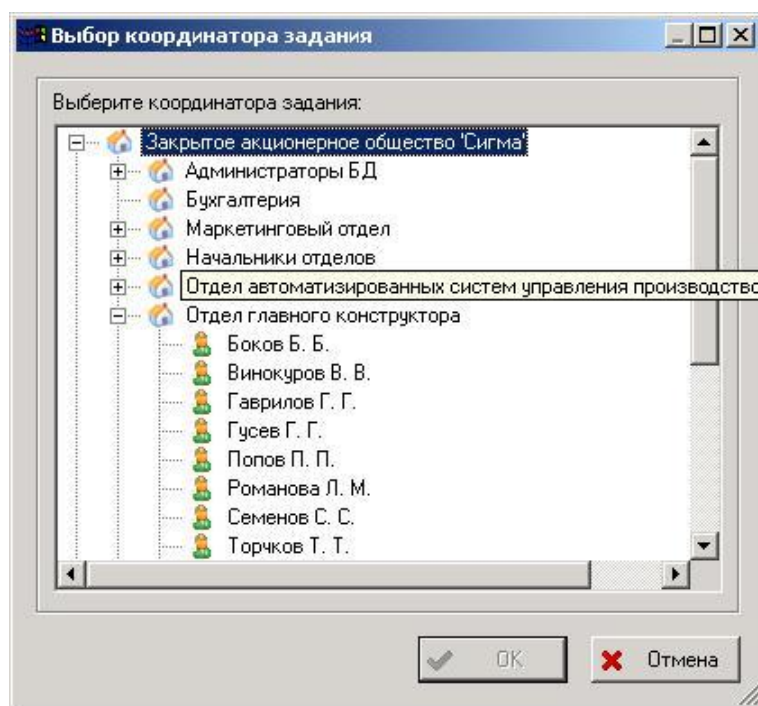 Выбор координатора задания
Выберите координатора задания:
Закрытое акционерное общество 'Сигма'
Администраторы БД
Бухгалтерия
Маркетинговый отдел
Начальники отделов
Отдел автоматизированных систем управления производство
Отдел главного конструктора
Боков Б. Б.
Винокуров В. В.
Гаврилов Г. Г.
Гусев Г. Г.
Попов П. П.
Романова Л. М.
Семенов С. С.
Торчков Т. Т.
OK Отмена